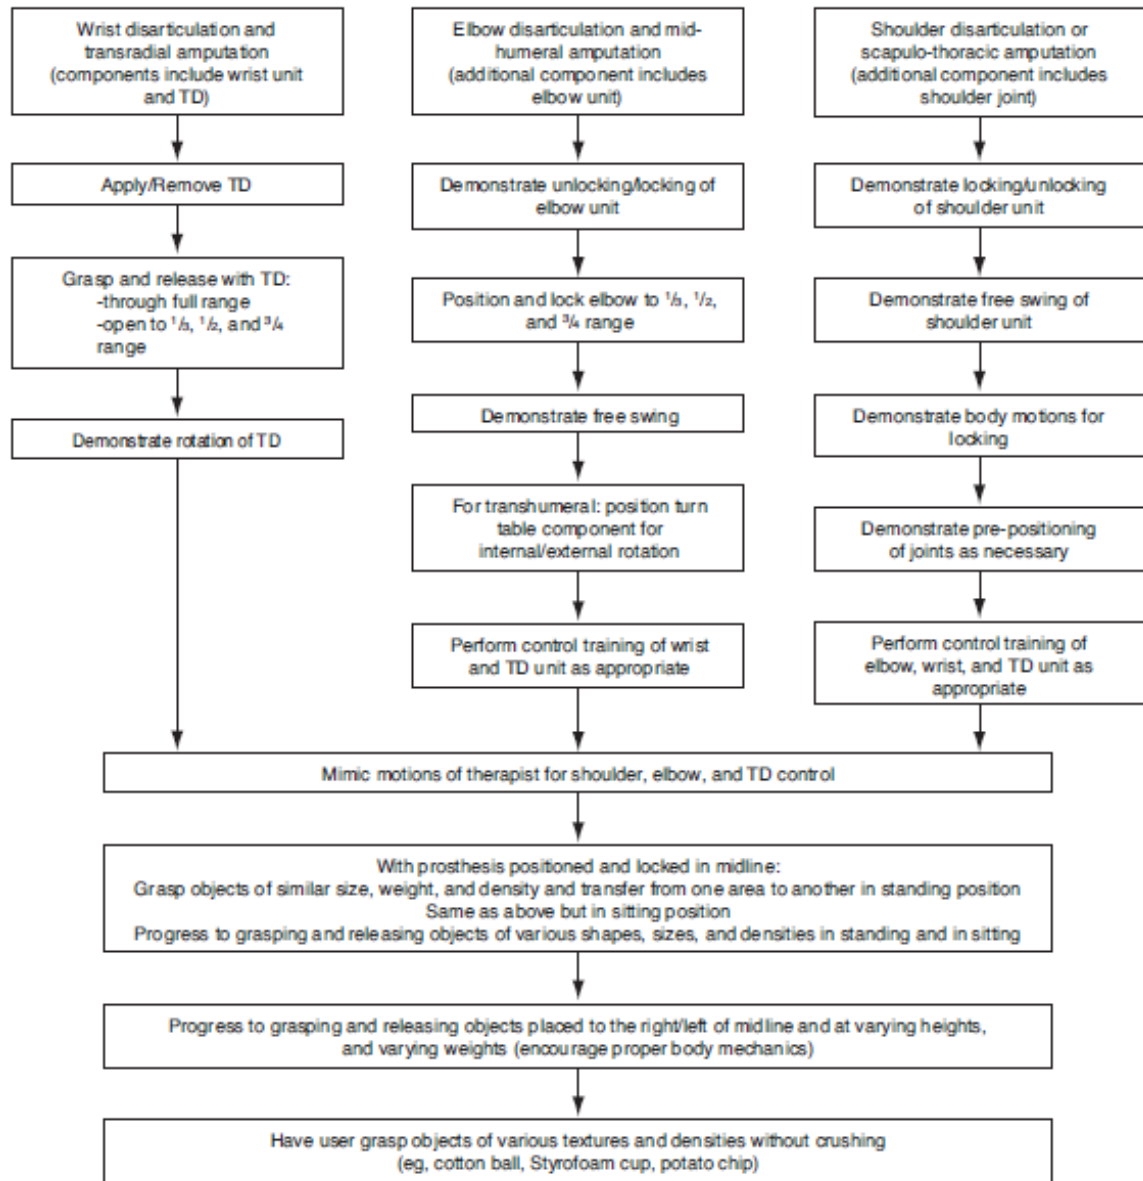 Wrist disarticulation and
transradial amputation
(components include wrist unit
and TD)
Apply/Remove TD
Grasp and release with TD:
-through full range
-open to ¹/₃, ¹/₂, and ³/₄
range
Demonstrate rotation of TD
Elbow disarticulation and mid-
humeral amputation
(additional component includes
elbow unit)
Demonstrate unlocking/locking of
elbow unit
Position and lock elbow to ¹/₃, ¹/₂,
and ³/₄ range
Demonstrate free swing
For transhumeral: position turn
table component for
internal/external rotation
Perform control training of wrist
and TD unit as appropriate
Shoulder disarticulation or
scapulo-thoracic amputation
(additional component includes
shoulder joint)
Demonstrate locking/unlocking
of shoulder unit
Demonstrate free swing of
shoulder unit
Demonstrate body motions for
locking
Demonstrate pre-positioning
of joints as necessary
Perform control training of
elbow, wrist, and TD unit as
appropriate
Mimic motions of therapist for shoulder, elbow, and TD control
With prosthesis positioned and locked in midline:
Grasp objects of similar size, weight, and density and transfer from one area to another in standing position
Same as above but in sitting position
Progress to grasping and releasing objects of various shapes, sizes, and densities in standing and in sitting
Progress to grasping and releasing objects placed to the right/left of midline and at varying heights,
and varying weights (encourage proper body mechanics)
Have user grasp objects of various textures and densities without crushing
(eg, cotton ball, Styrofoam cup, potato chip)